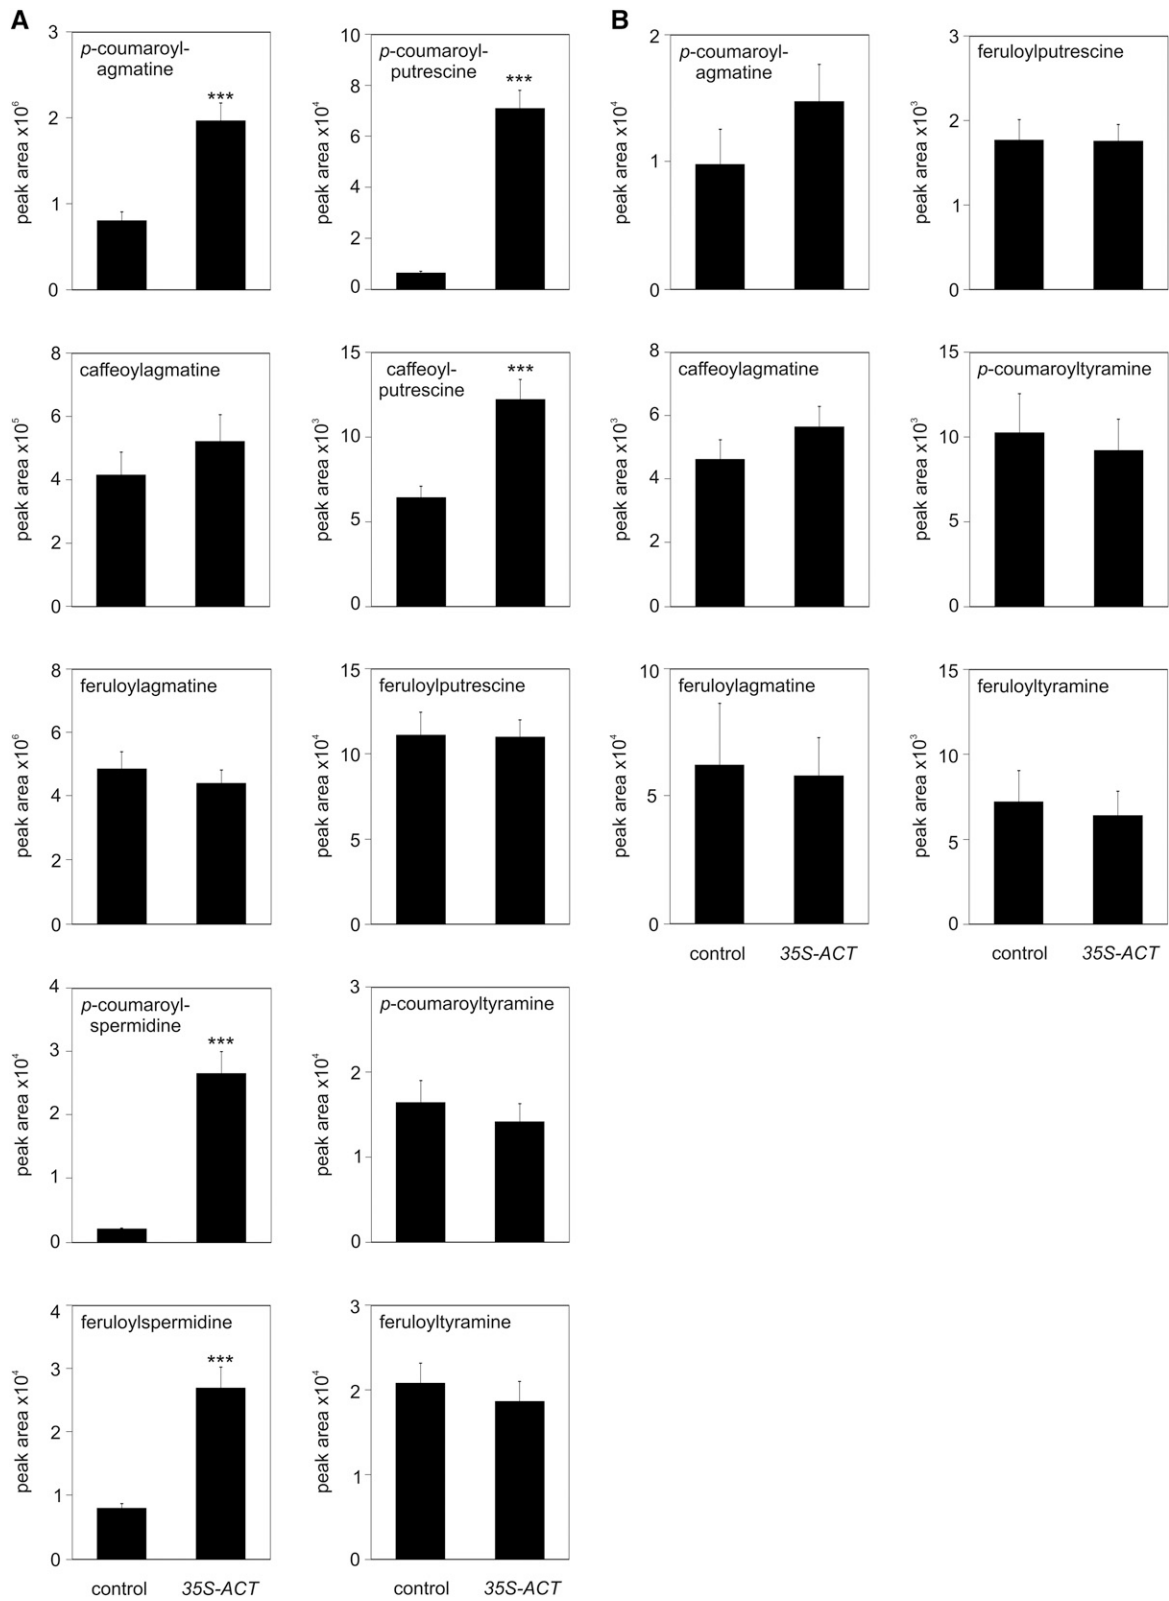 A
B
3
2
1
0
peak area x10⁶
p-coumaroyl-
agmatine
***
10
8
6
4
2
0
peak area x10⁴
p-coumaroyl-
putrescine
***
2
1
0
peak area x10⁴
p-coumaroyl-
agmatine
3
2
1
0
peak area x10³
feruloylputrescine
8
6
4
2
0
peak area x10⁵
caffeoylagmatine
15
10
5
0
peak area x10³
caffeoyl-
putrescine
***
8
6
4
2
0
peak area x10³
caffeoylagmatine
15
10
5
0
peak area x10³
p-coumaroyltyramine
8
6
4
2
0
peak area x10⁶
feruloylagmatine
15
10
5
0
peak area x10⁴
feruloylputrescine
10
5
0
peak area x10⁴
feruloylagmatine
control 35S-ACT
15
10
5
0
peak area x10³
feruloyltyramine
control 35S-ACT
4
3
2
1
0
peak area x10⁴
p-coumaroyl-
spermidine
***
3
2
1
0
peak area x10⁴
p-coumaroyltyramine
4
3
2
1
0
peak area x10⁴
feruloylspermidine
***
control 35S-ACT
3
2
1
0
peak area x10⁴
feruloyltyramine
control 35S-ACT